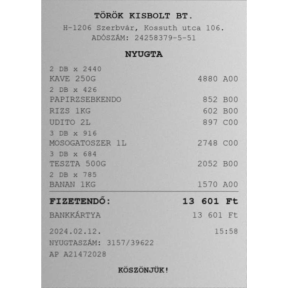 TÖRÖK KISBOLT BT.
H-1206 Szerbvár, Kossuth utca 106.
ADÓSZÁM: 24258379-5-51
NYUGTA
2 DB x 2440
KAVE 250G 4880 A00
2 DB x 426
PAPIRZSEBKENDO 852 B00
RIZS 1KG 602 B00
UDITO 2L 897 C00
3 DB x 916
MOSOGATOSZER 1L 2748 C00
3 DB x 684
TESZTA 500G 2052 B00
2 DB x 785
BANAN 1KG 1570 A00
FIZETENDŐ: 13 601 Ft
BANKKÁRTYA 13 601 Ft
2024.02.12. 15:58
NYUGTASZÁM: 3157/39622
AP A21472028
KÖSZÖNJÜK!